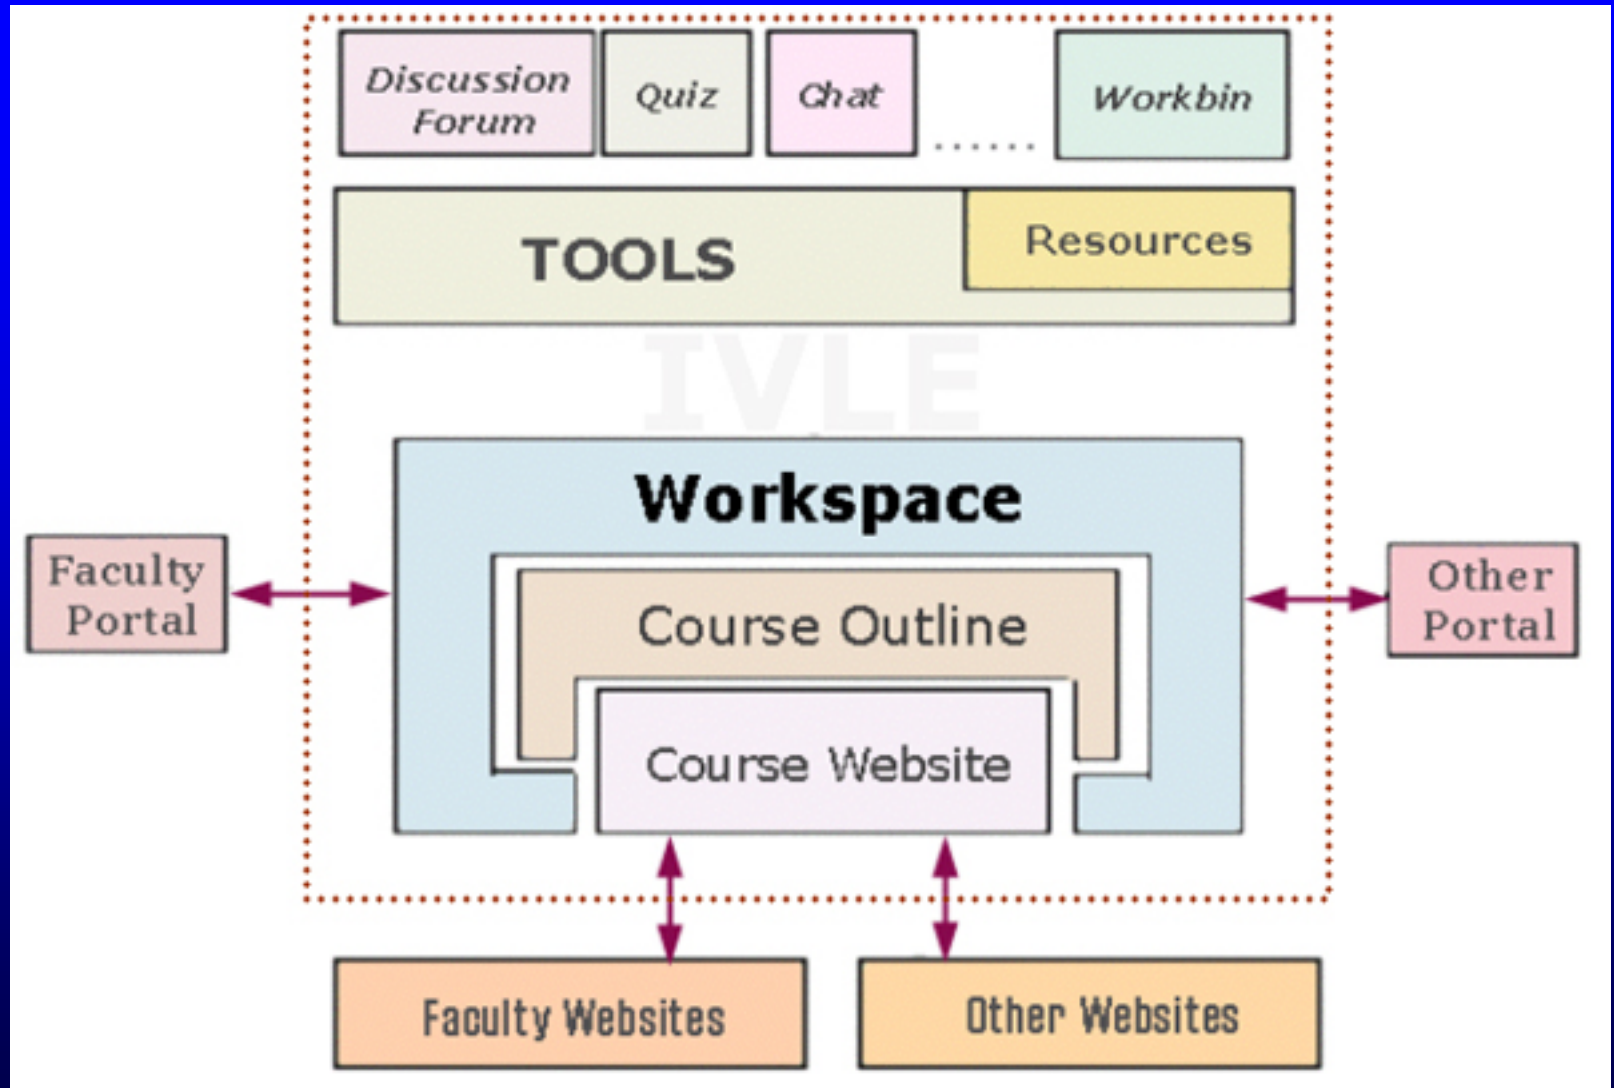 Discussion
Forum
Quiz
Chat
......
Workbin
TOOLS
Resources
IVLE
Workspace
Faculty
Portal
Course Outline
Other
Portal
Course Website
Faculty Websites
Other Websites